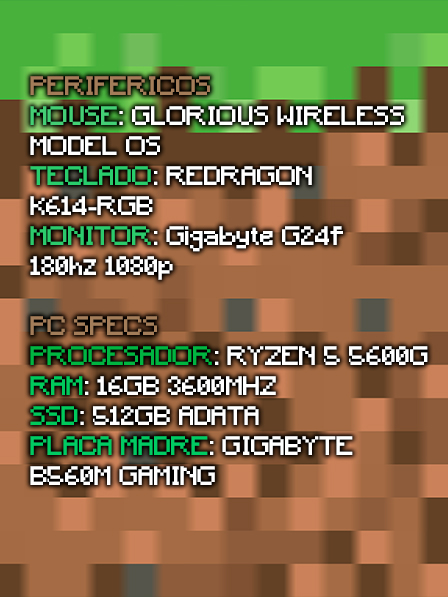 PERIFERICOS
MOUSE: GLORIOUS WIRELESS
MODEL OS
TECLADO: REDRAGON
K614-RGB
MONITOR: Gigabyte G24f
180hz 1080p
PC SPECS
PROCESADOR: RYZEN 5 5600G
RAM: 16GB 3600MHZ
SSD: 512GB ADATA
PLACA MADRE: GIGABYTE
B560M GAMING